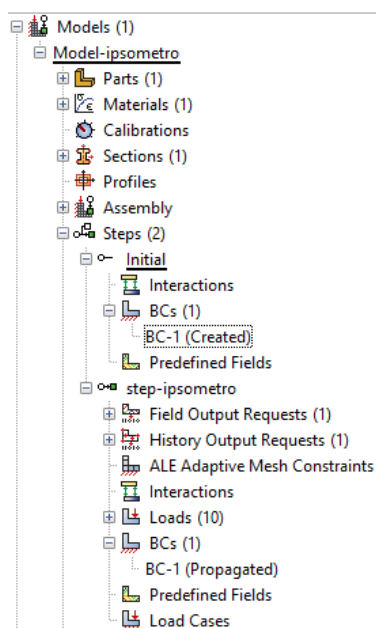 Models (1)
Model-ipsometro
Parts (1)
Materials (1)
Calibrations
Sections (1)
Profiles
Assembly
Steps (2)
Initial
Interactions
BCs (1)
BC-1 (Created)
Predefined Fields
step-ipsometro
Field Output Requests (1)
History Output Requests (1)
ALE Adaptive Mesh Constraints
Interactions
Loads (10)
BCs (1)
BC-1 (Propagated)
Predefined Fields
Load Cases